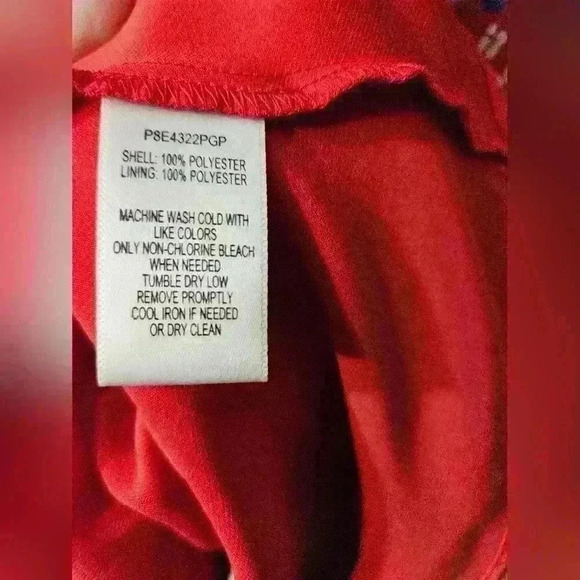 P8E4322PGP
SHELL: 100% POLYESTER
LINING: 100% POLYESTER
MACHINE WASH COLD WITH
LIKE COLORS
ONLY NON-CHLORINE BLEACH
WHEN NEEDED
TUMBLE DRY LOW
REMOVE PROMPTLY
COOL IRON IF NEEDED
OR DRY CLEAN